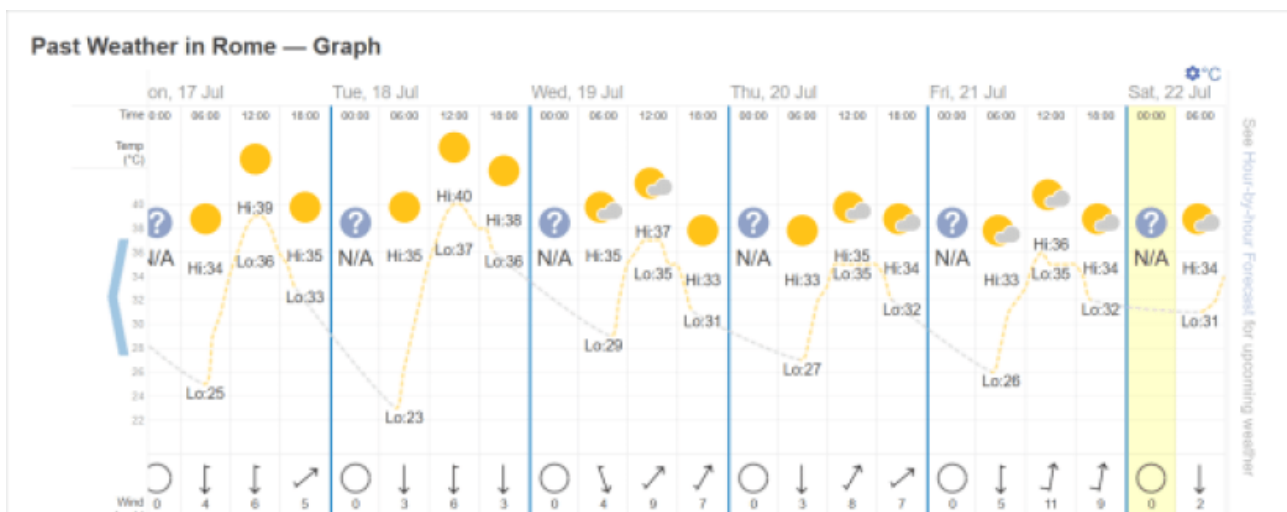 Past Weather in Rome — Graph
°C
on, 17 Jul Tue, 18 Jul Wed, 19 Jul Thu, 20 Jul Fri, 21 Jul Sat, 22 Jul
Time 0:00 06:00 12:00 18:00 00:00 06:00 12:00 18:00 00:00 06:00 12:00 18:00 00:00 06:00 12:00 18:00 00:00 06:00 12:00 18:00 00:00 06:00
Temp
(°C)
40
38
36
34
32
30
28
26
24
22
N/A Hi:34 Lo:25 Hi:39 Lo:36 Hi:35 Lo:33
N/A Hi:35 Lo:23 Hi:40 Lo:37 Hi:38 Lo:36
N/A Hi:35 Lo:29 Hi:37 Lo:35 Hi:33 Lo:31
N/A Hi:33 Lo:27 Hi:35 Lo:35 Hi:34 Lo:32
N/A Hi:33 Lo:26 Hi:36 Lo:35 Hi:34 Lo:32
N/A Hi:34 Lo:31
Wind 0 4 6 5 0 3 6 3 0 4 9 7 0 3 8 7 0 5 11 9 0 2
See Hour-by-hour Forecast for upcoming weather